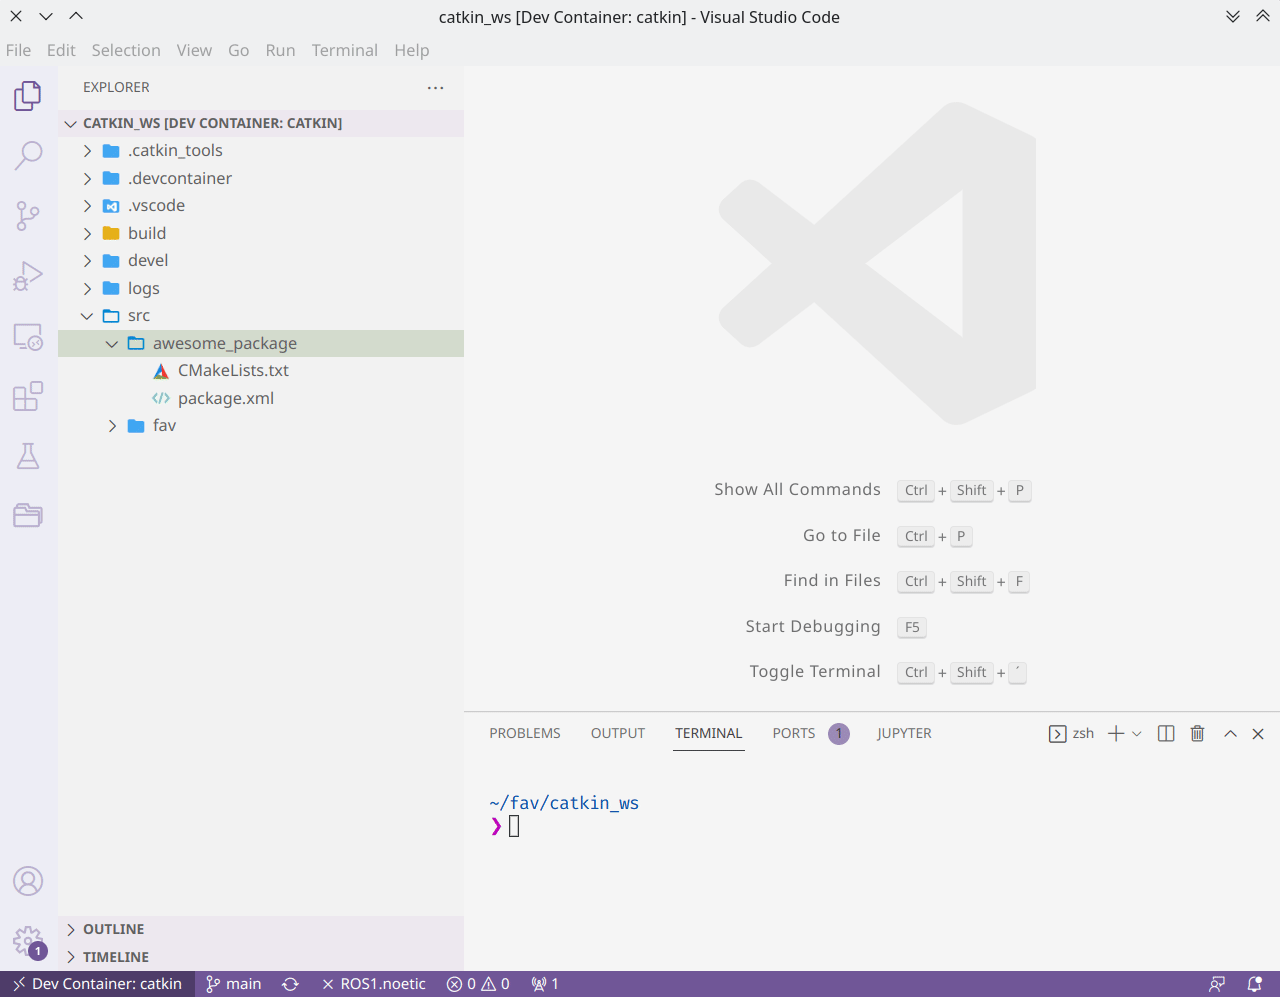 catkin_ws [Dev Container: catkin] - Visual Studio Code
File Edit Selection View Go Run Terminal Help
EXPLORER
CATKIN_WS [DEV CONTAINER: CATKIN]
.catkin_tools
.devcontainer
.vscode
build
devel
logs
src
awesome_package
CMakeLists.txt
package.xml
fav
OUTLINE
TIMELINE
1
Show All Commands Ctrl + Shift + P
Go to File Ctrl + P
Find in Files Ctrl + Shift + F
Start Debugging F5
Toggle Terminal Ctrl + Shift + ´
PROBLEMS OUTPUT TERMINAL PORTS 1 JUPYTER zsh
~/fav/catkin_ws
❯
Dev Container: catkin main ROS1.noetic 0 0 1